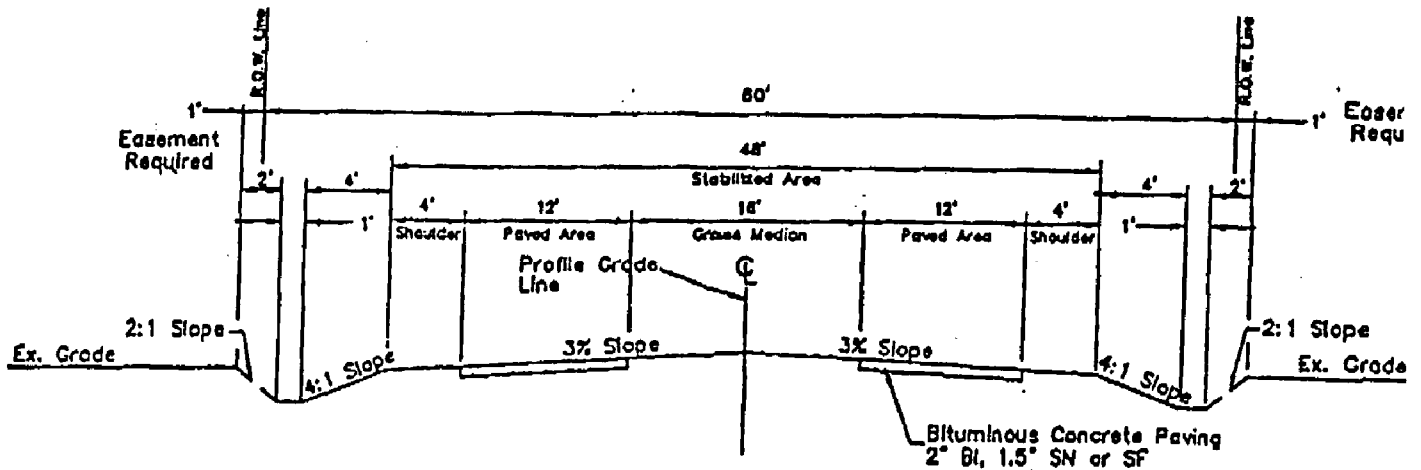 R.O.W. Line
R.O.W. Line
60'
1'
1'
Easement
Required
Easer
Requ
48'
Stabilized Area
2'
4'
4'
2'
1'
4'
12'
16'
12'
4'
1'
Shoulder
Paved Area
Grass Median
Paved Area
Shoulder
Profile Grade
Line
℄
2:1 Slope
2:1 Slope
Ex. Grade
4:1 Slope
3% Slope
3% Slope
4:1 Slope
Ex. Grade
Bituminous Concrete Paving
2" BI, 1.5" SN or SF